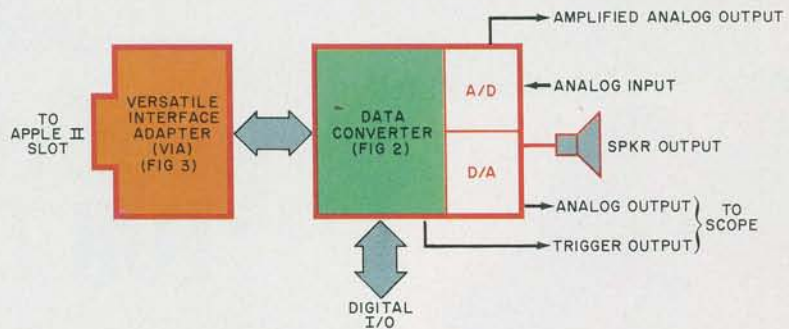 AMPLIFIED ANALOG OUTPUT
TO
APPLE II
SLOT
VERSATILE
INTERFACE
ADAPTER
(VIA)
(FIG 3)
DATA
CONVERTER
(FIG 2)
A/D
D/A
ANALOG INPUT
SPKR OUTPUT
ANALOG OUTPUT
TRIGGER OUTPUT
TO
SCOPE
DIGITAL
I/O